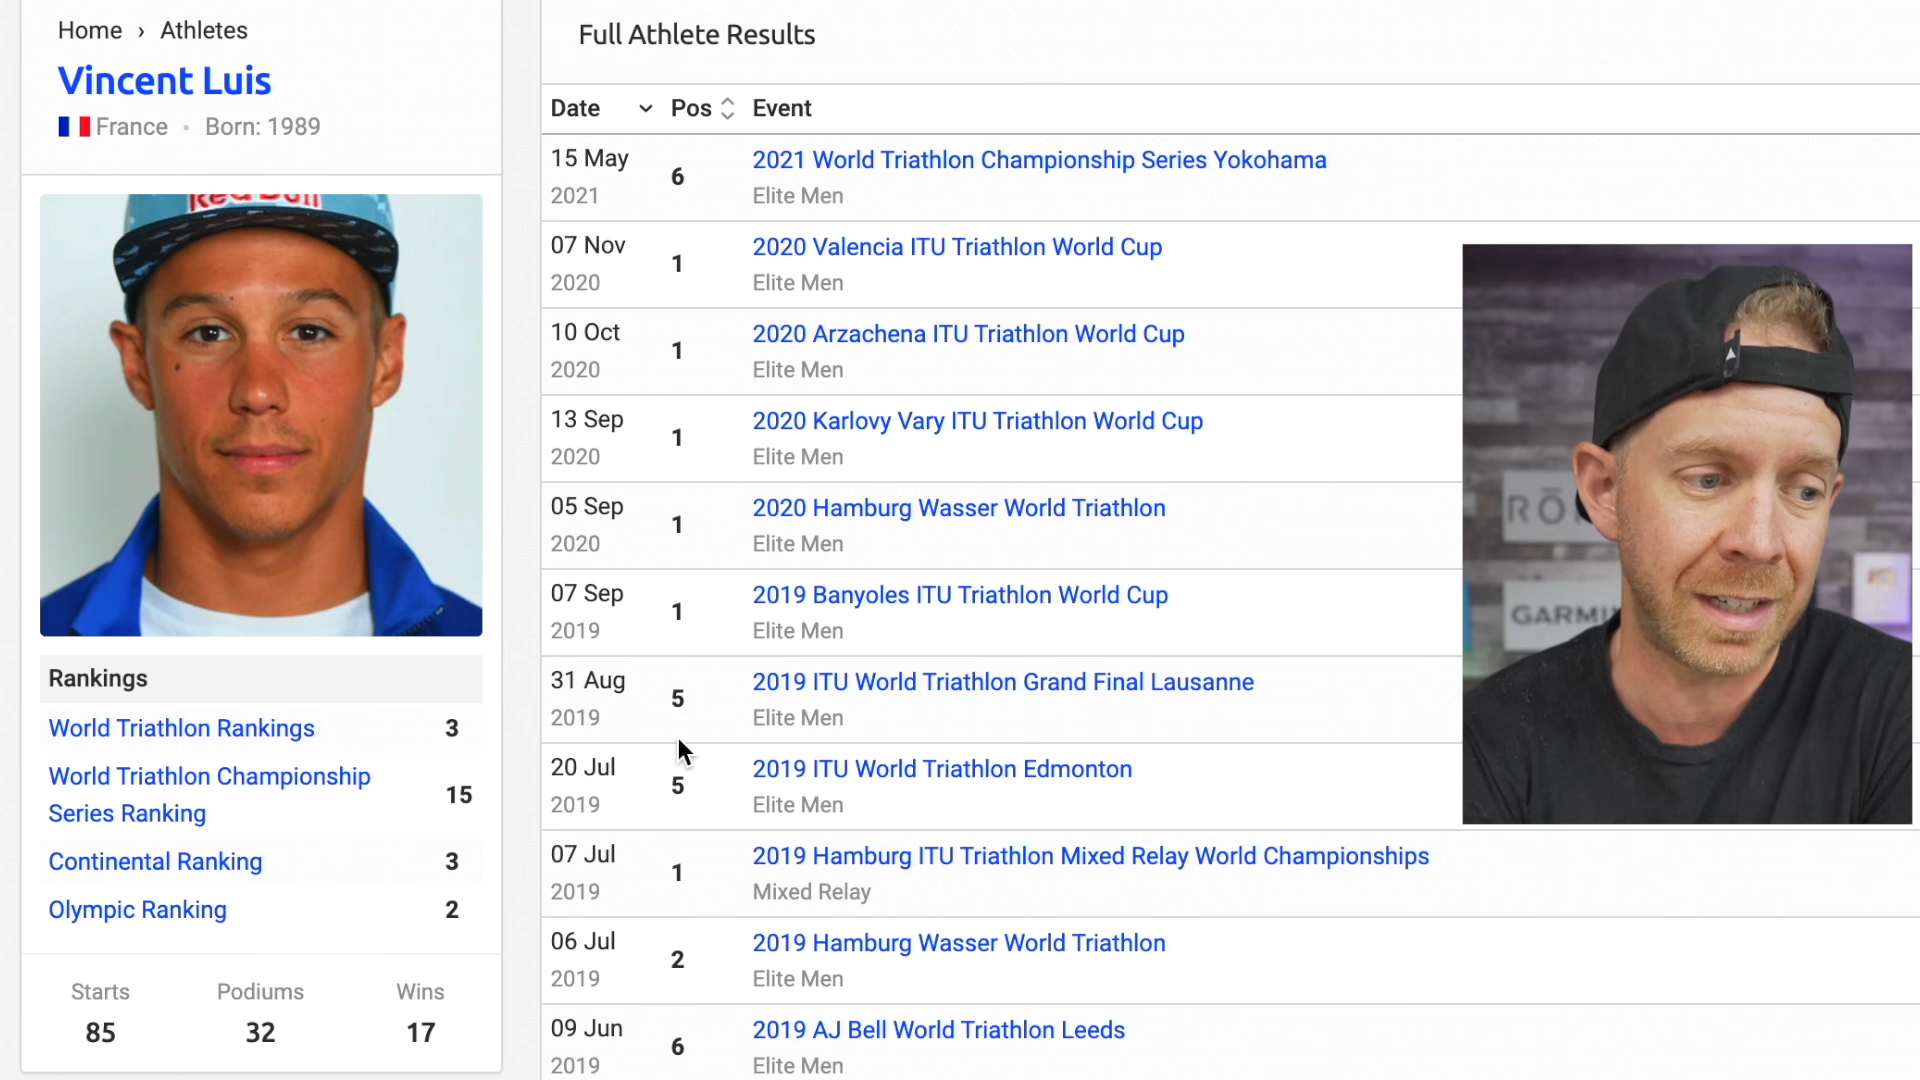 Home › Athletes
Vincent Luis
France • Born: 1989
Red Bull
Rankings
World Triathlon Rankings 3
World Triathlon Championship
Series Ranking 15
Continental Ranking 3
Olympic Ranking 2
Starts Podiums Wins
85 32 17
Full Athlete Results
Date Pos Event
15 May 2021 6 2021 World Triathlon Championship Series Yokohama
Elite Men
07 Nov 2020 1 2020 Valencia ITU Triathlon World Cup
Elite Men
10 Oct 2020 1 2020 Arzachena ITU Triathlon World Cup
Elite Men
13 Sep 2020 1 2020 Karlovy Vary ITU Triathlon World Cup
Elite Men
05 Sep 2020 1 2020 Hamburg Wasser World Triathlon
Elite Men
07 Sep 2019 1 2019 Banyoles ITU Triathlon World Cup
Elite Men
31 Aug 2019 5 2019 ITU World Triathlon Grand Final Lausanne
Elite Men
20 Jul 2019 5 2019 ITU World Triathlon Edmonton
Elite Men
07 Jul 2019 1 2019 Hamburg ITU Triathlon Mixed Relay World Championships
Mixed Relay
06 Jul 2019 2 2019 Hamburg Wasser World Triathlon
Elite Men
09 Jun 2019 6 2019 AJ Bell World Triathlon Leeds
Elite Men
GARMI